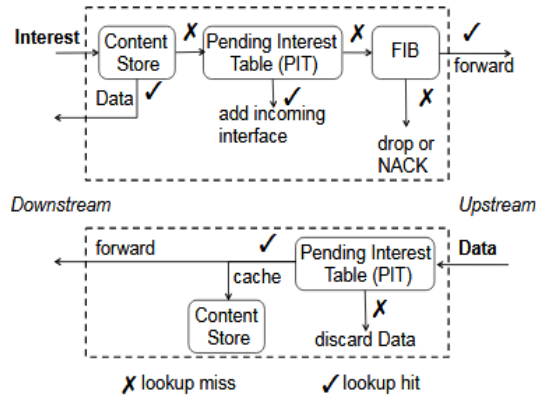 Interest
Content
Store
Pending Interest
Table (PIT)
FIB
forward
Data
add incoming
interface
drop or
NACK
Downstream
Upstream
forward
cache
Pending Interest
Table (PIT)
Data
Content
Store
discard Data
✗ lookup miss
✓ lookup hit